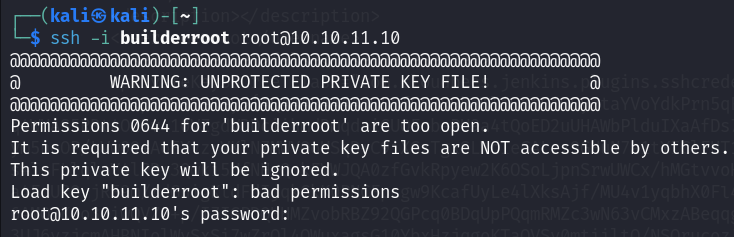 ┌──(kali㉿kali)-[~]
└─$ ssh -i builderroot root@10.10.11.10
@@@@@@@@@@@@@@@@@@@@@@@@@@@@@@@@@@@@@@@@@@@@@@@@@@@@@@@@@@@
@         WARNING: UNPROTECTED PRIVATE KEY FILE!          @
@@@@@@@@@@@@@@@@@@@@@@@@@@@@@@@@@@@@@@@@@@@@@@@@@@@@@@@@@@@
Permissions 0644 for 'builderroot' are too open.
It is required that your private key files are NOT accessible by others.
This private key will be ignored.
Load key "builderroot": bad permissions
root@10.10.11.10's password: